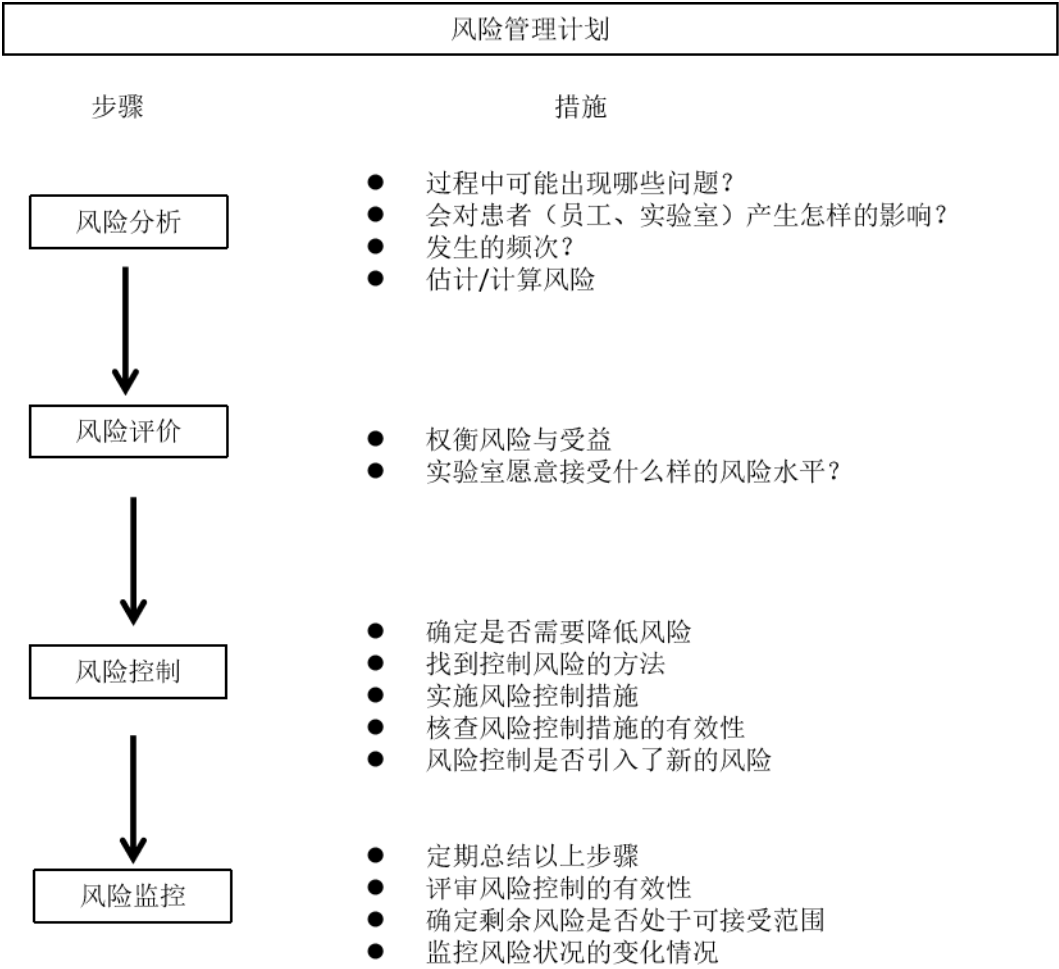 风险管理计划
步骤
措施
风险分析
● 过程中可能出现哪些问题？
● 会对患者（员工、实验室）产生怎样的影响？
● 发生的频次？
● 估计/计算风险
风险评价
● 权衡风险与受益
● 实验室愿意接受什么样的风险水平？
风险控制
● 确定是否需要降低风险
● 找到控制风险的方法
● 实施风险控制措施
● 核查风险控制措施的有效性
● 风险控制是否引入了新的风险
风险监控
● 定期总结以上步骤
● 评审风险控制的有效性
● 确定剩余风险是否处于可接受范围
● 监控风险状况的变化情况